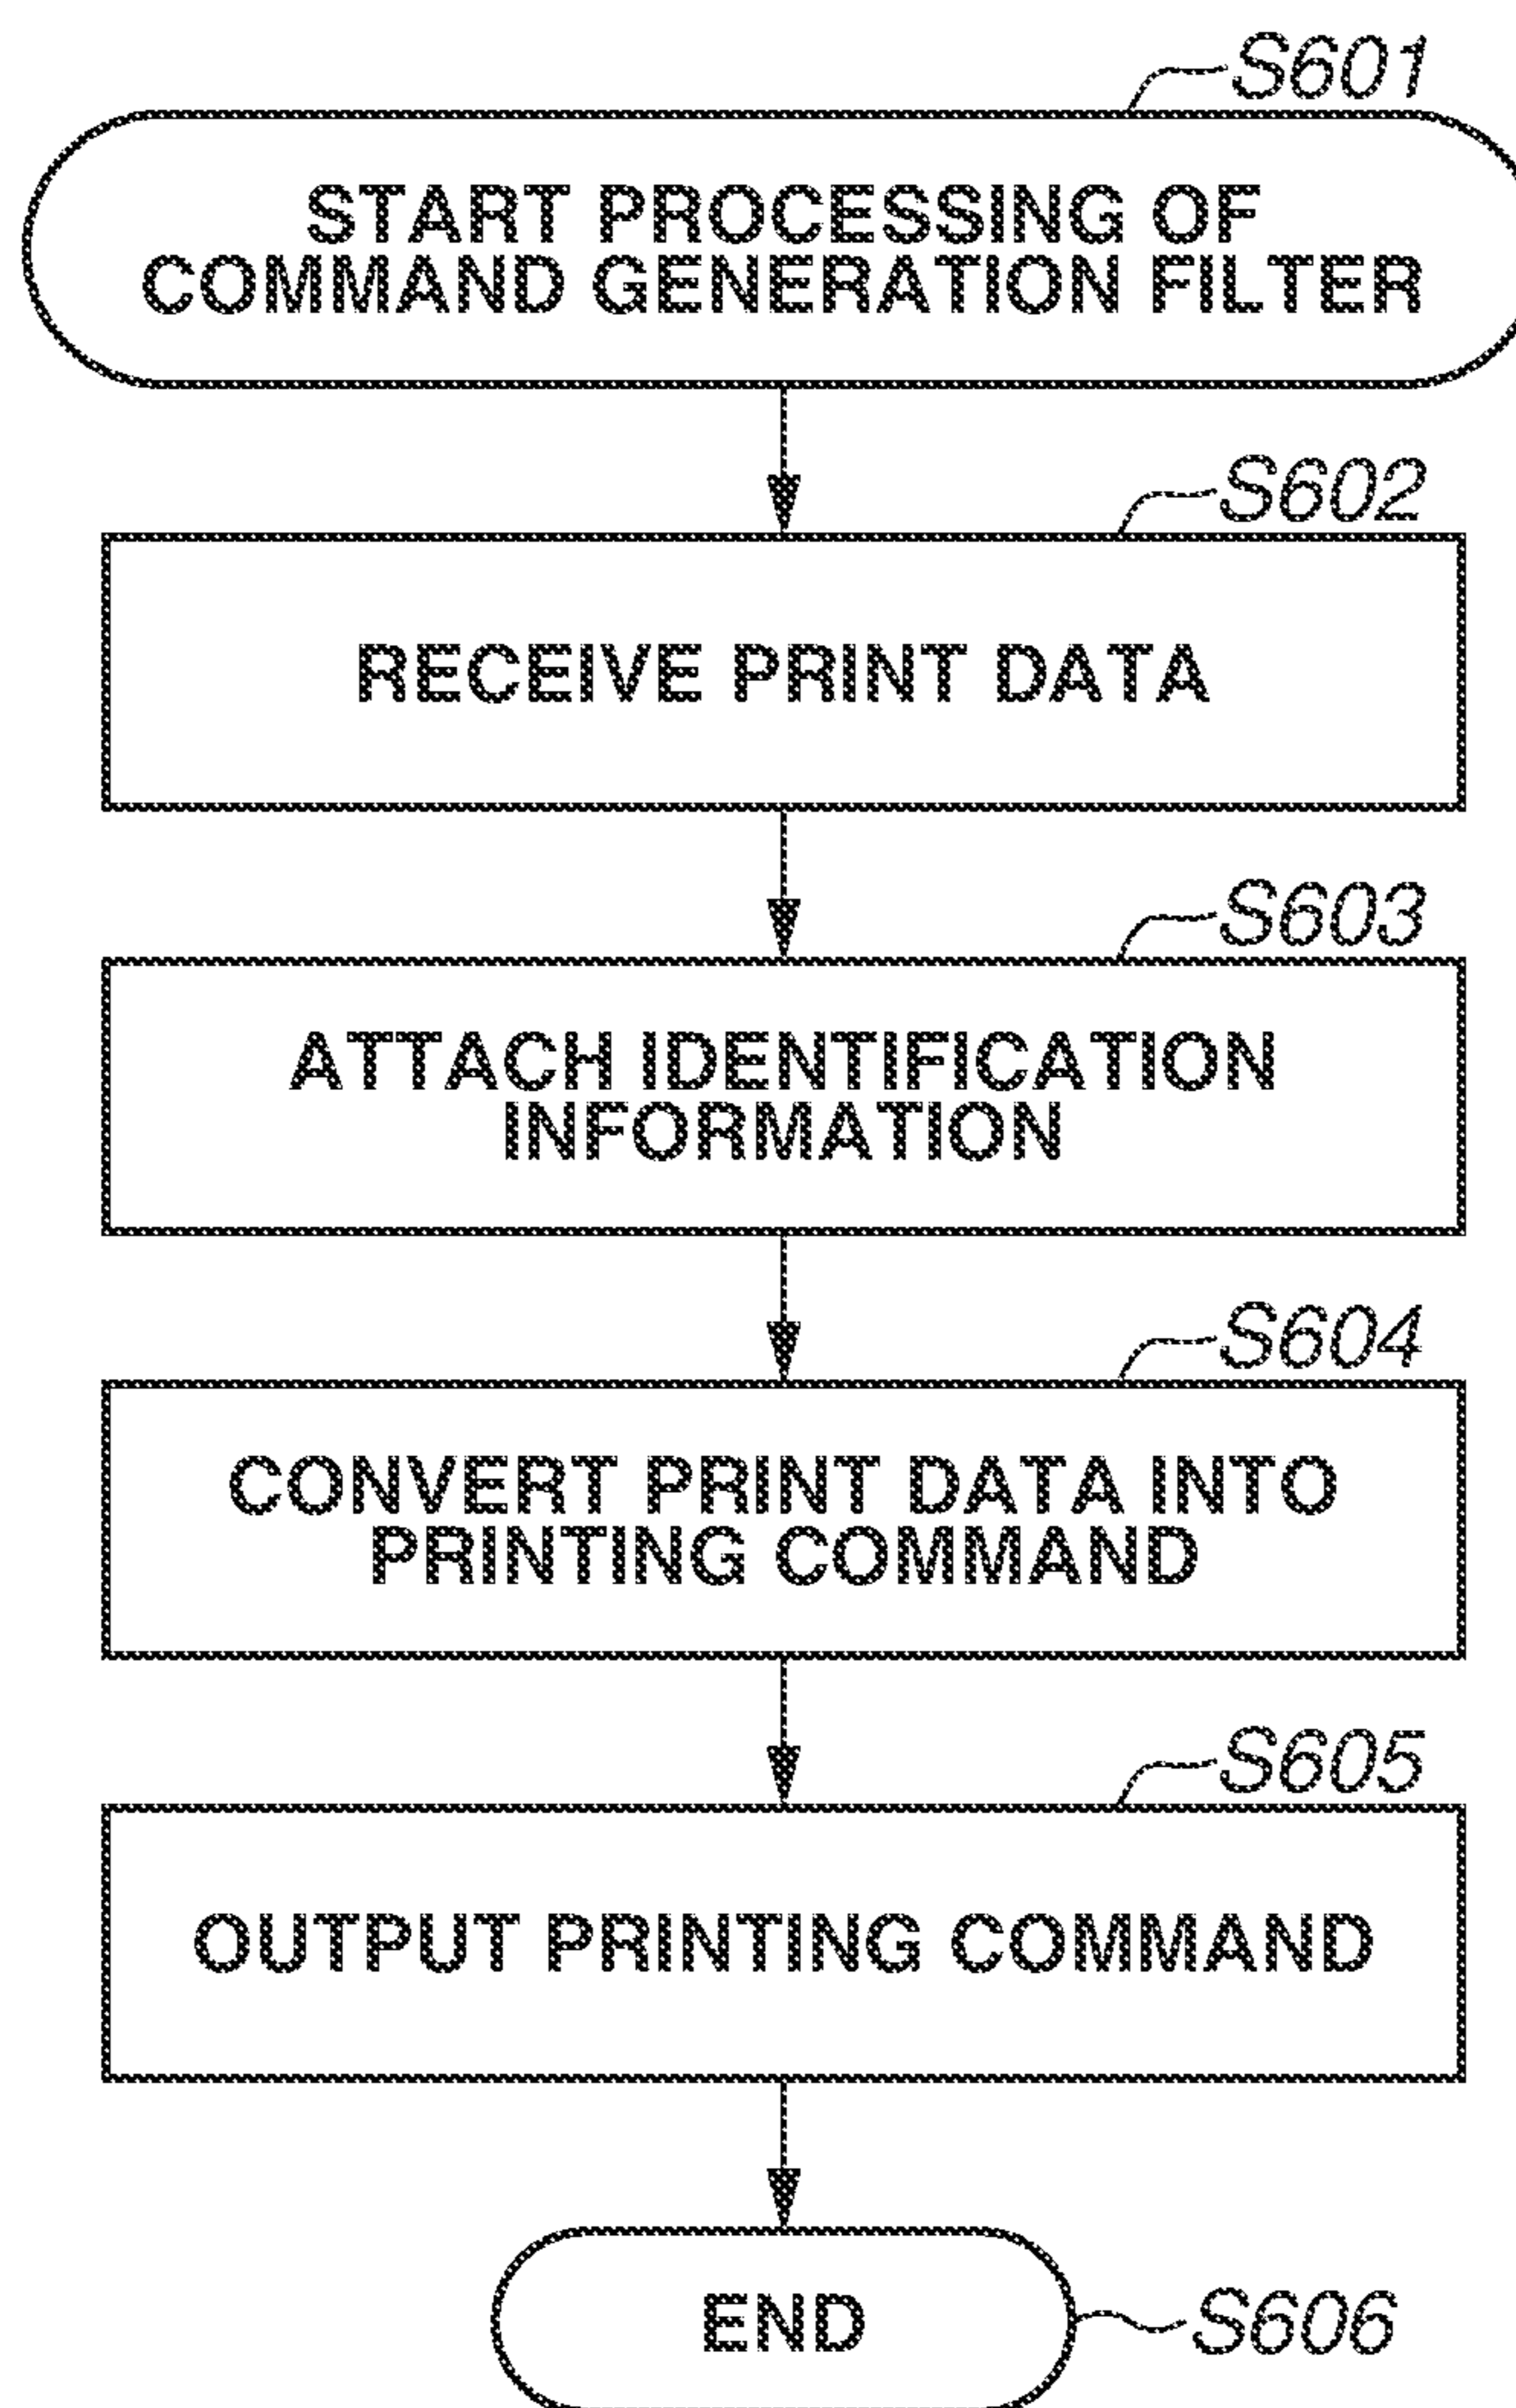 S601
START PROCESSING OF
COMMAND GENERATION FILTER
S602
RECEIVE PRINT DATA
S603
ATTACH IDENTIFICATION
INFORMATION
S604
CONVERT PRINT DATA INTO
PRINTING COMMAND
S605
OUTPUT PRINTING COMMAND
END
S606